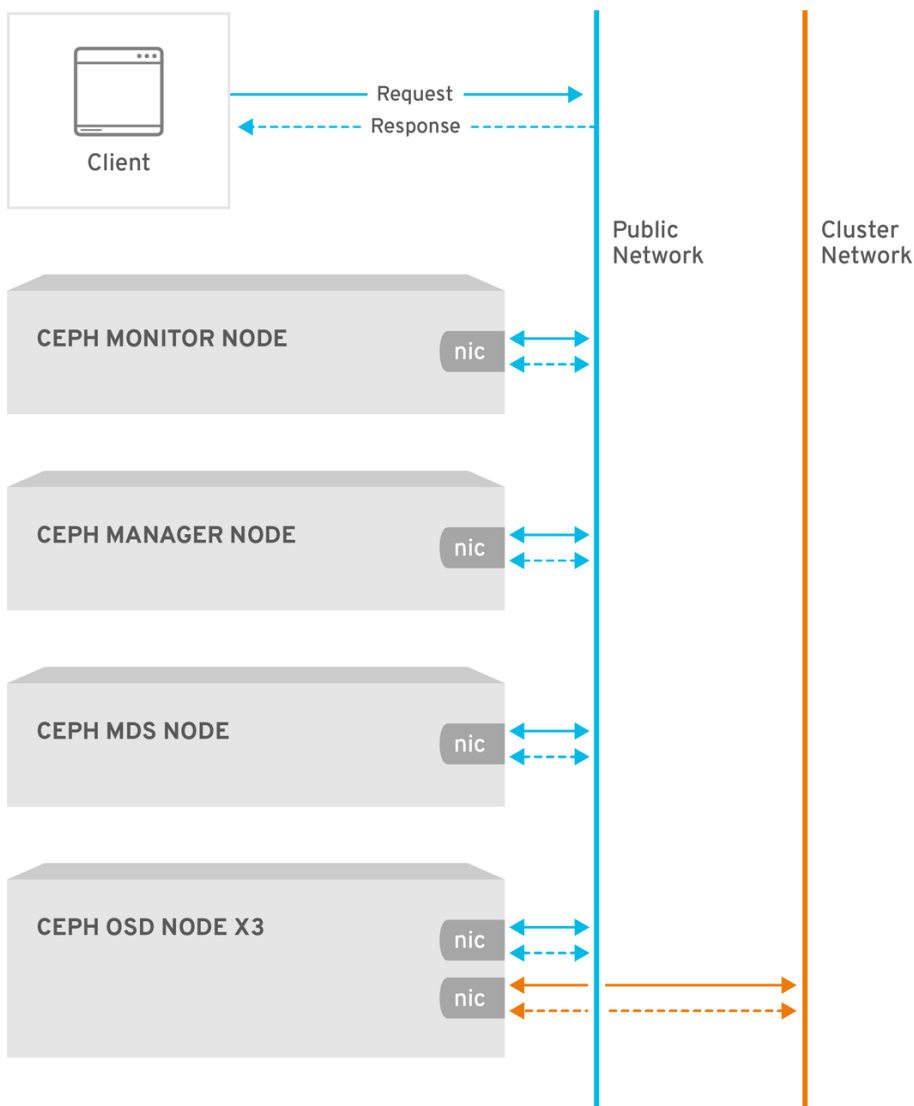 Request
Response
Client
Public
Network
Cluster
Network
CEPH MONITOR NODE
nic
CEPH MANAGER NODE
nic
CEPH MDS NODE
nic
CEPH OSD NODE X3
nic
nic